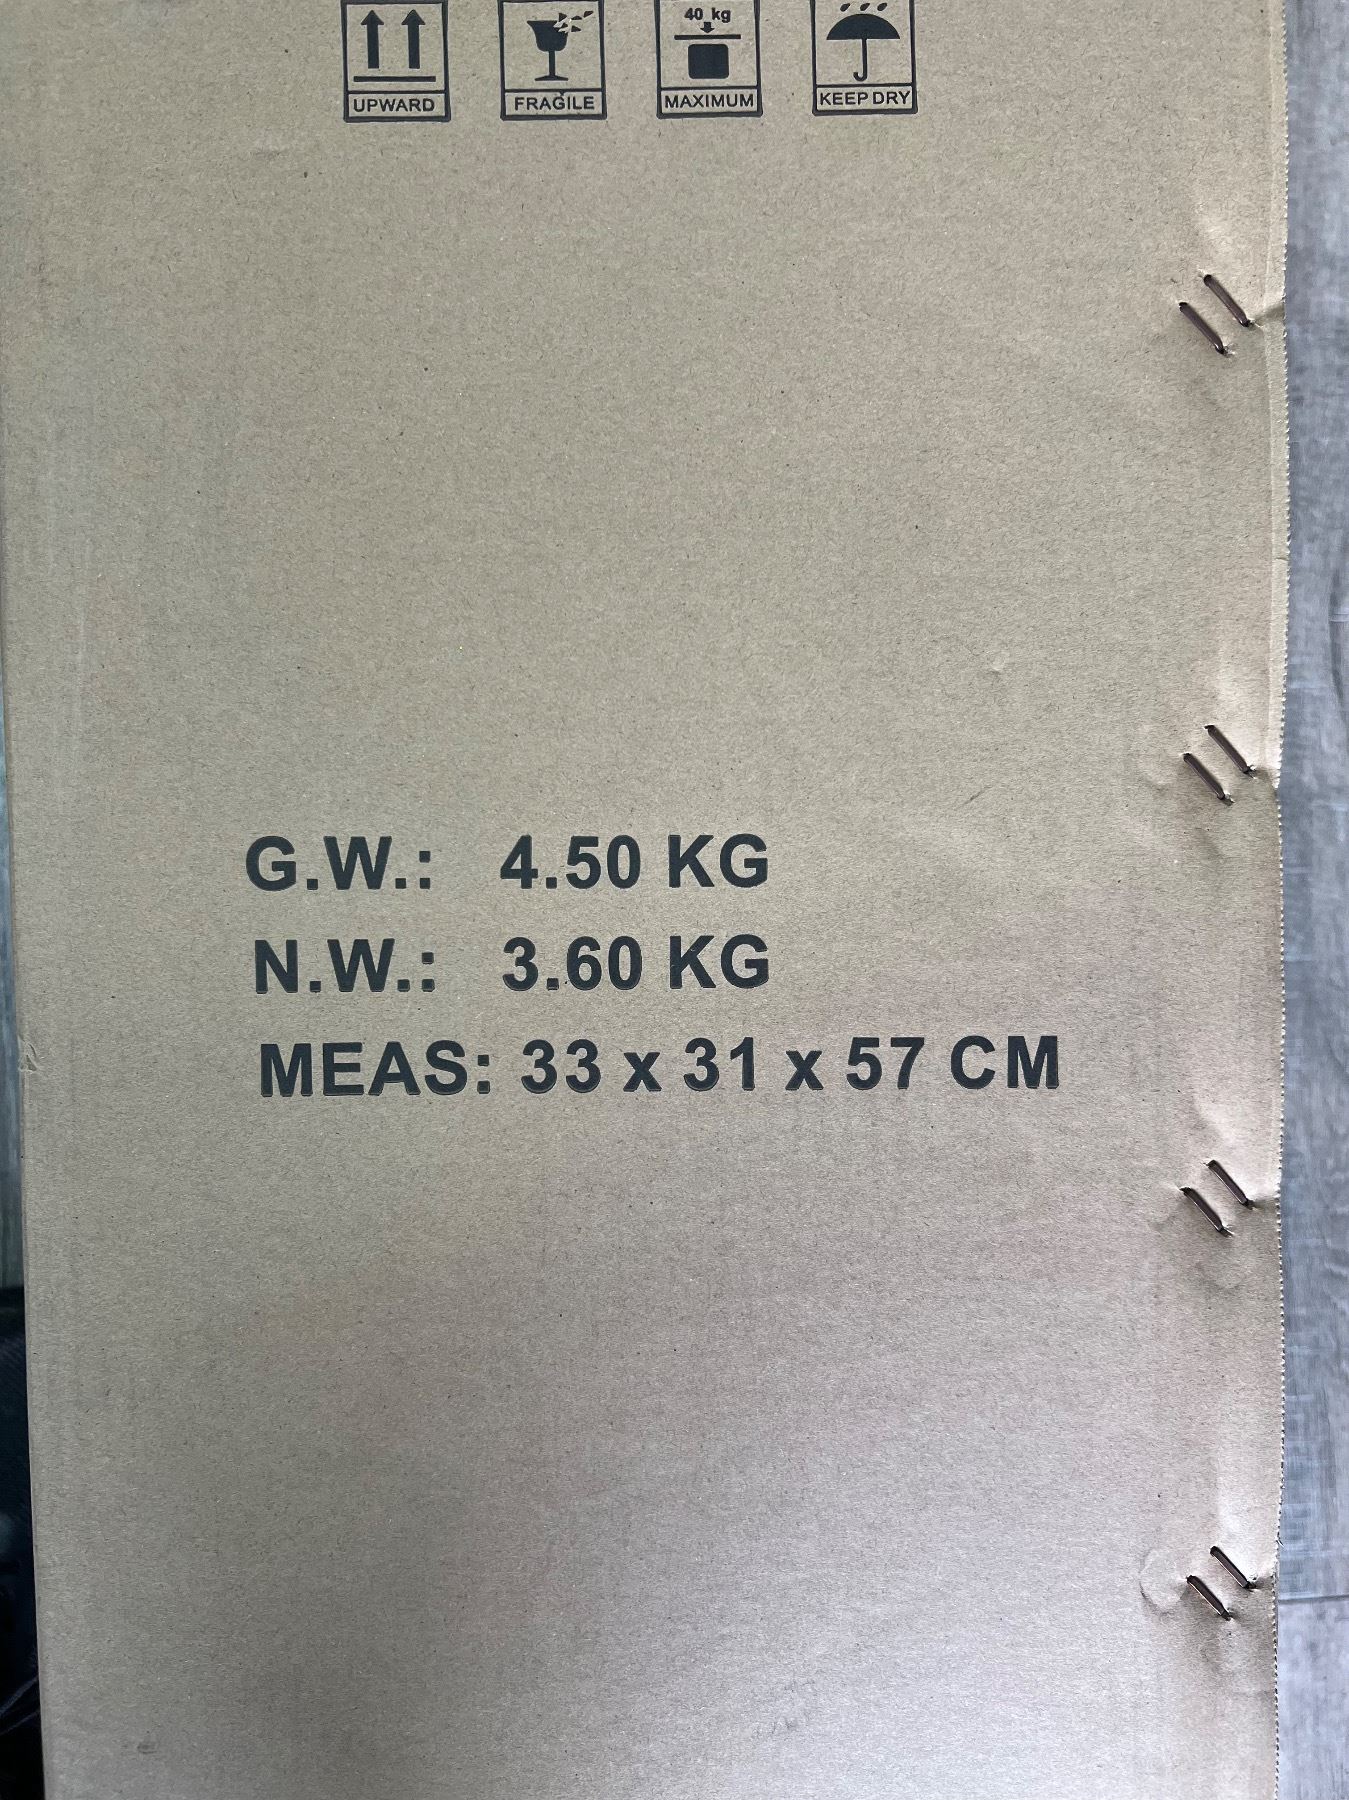 40 kg
UPWARD FRAGILE MAXIMUM KEEP DRY
G.W.: 4.50 KG
N.W.: 3.60 KG
MEAS: 33 x 31 x 57 CM